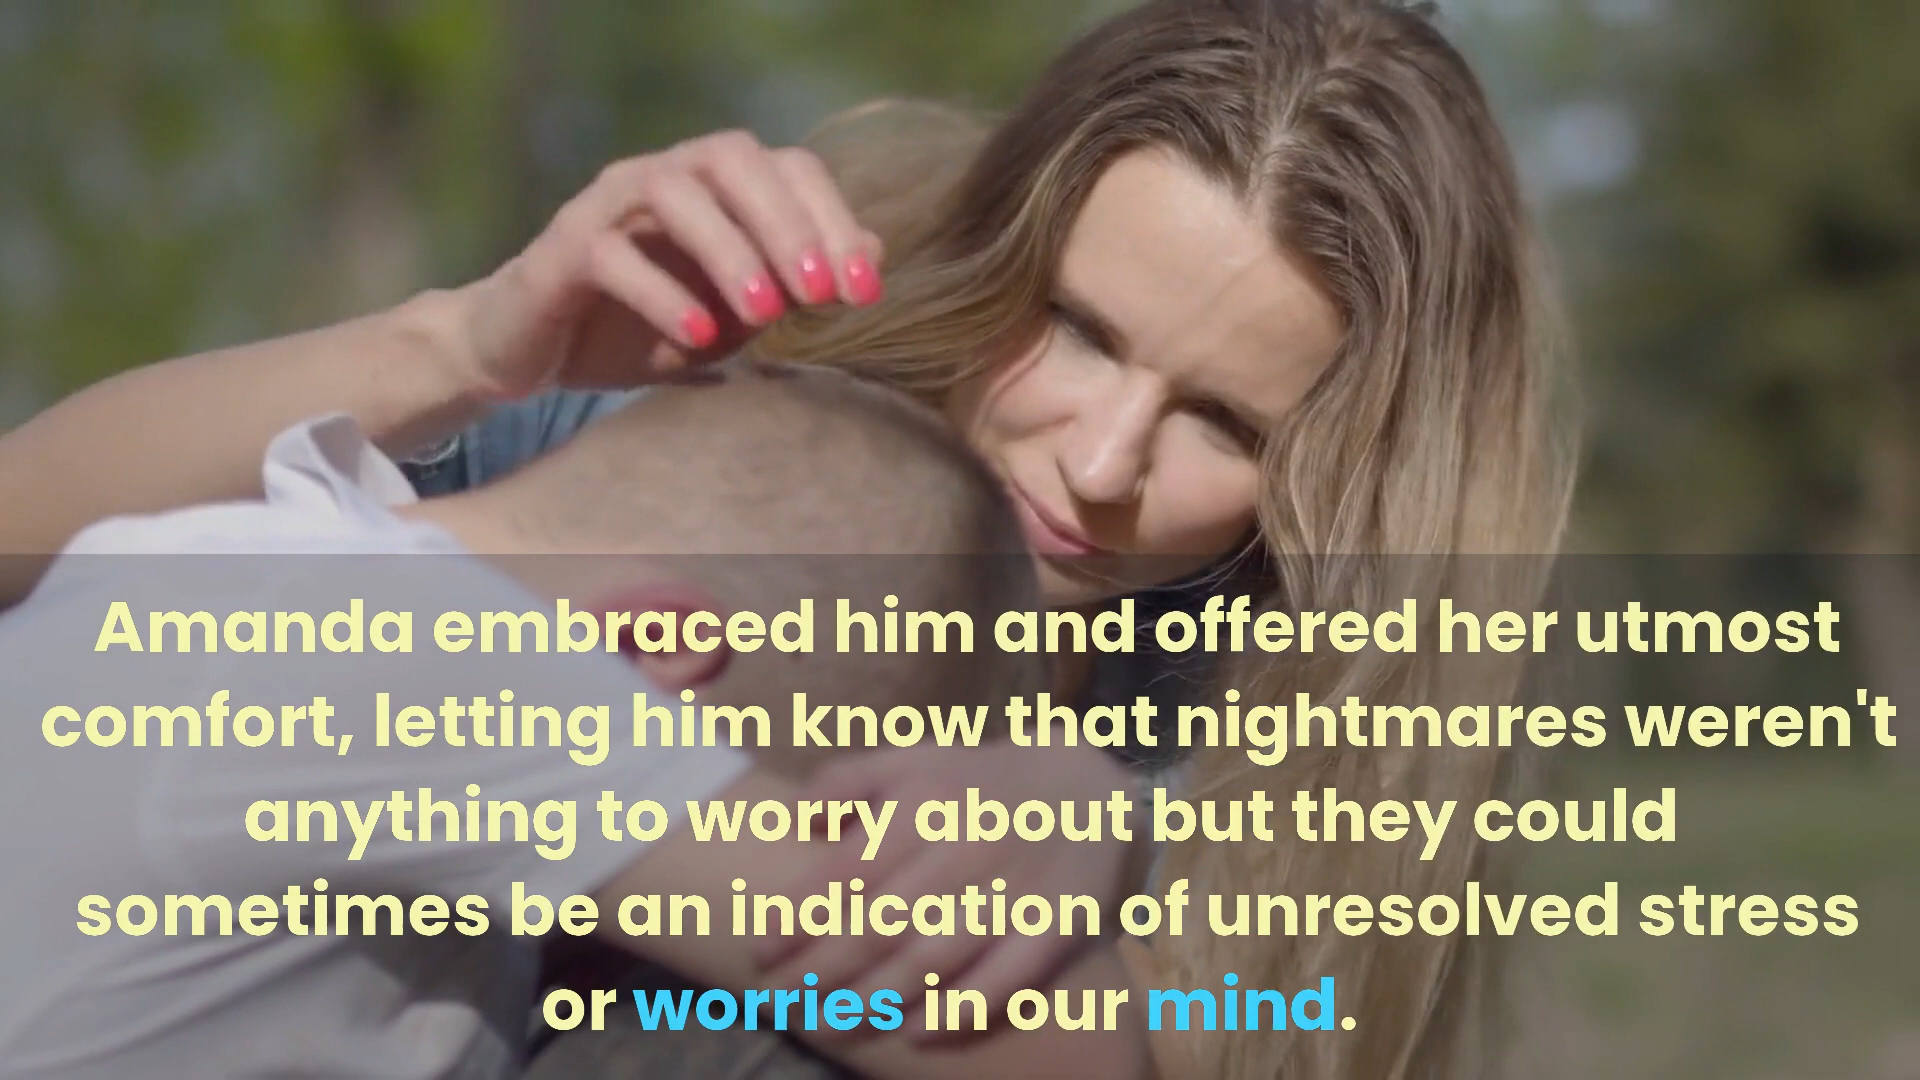 Amanda embraced him and offered her utmost
comfort, letting him know that nightmares weren't
anything to worry about but they could
sometimes be an indication of unresolved stress
or worries in our mind.